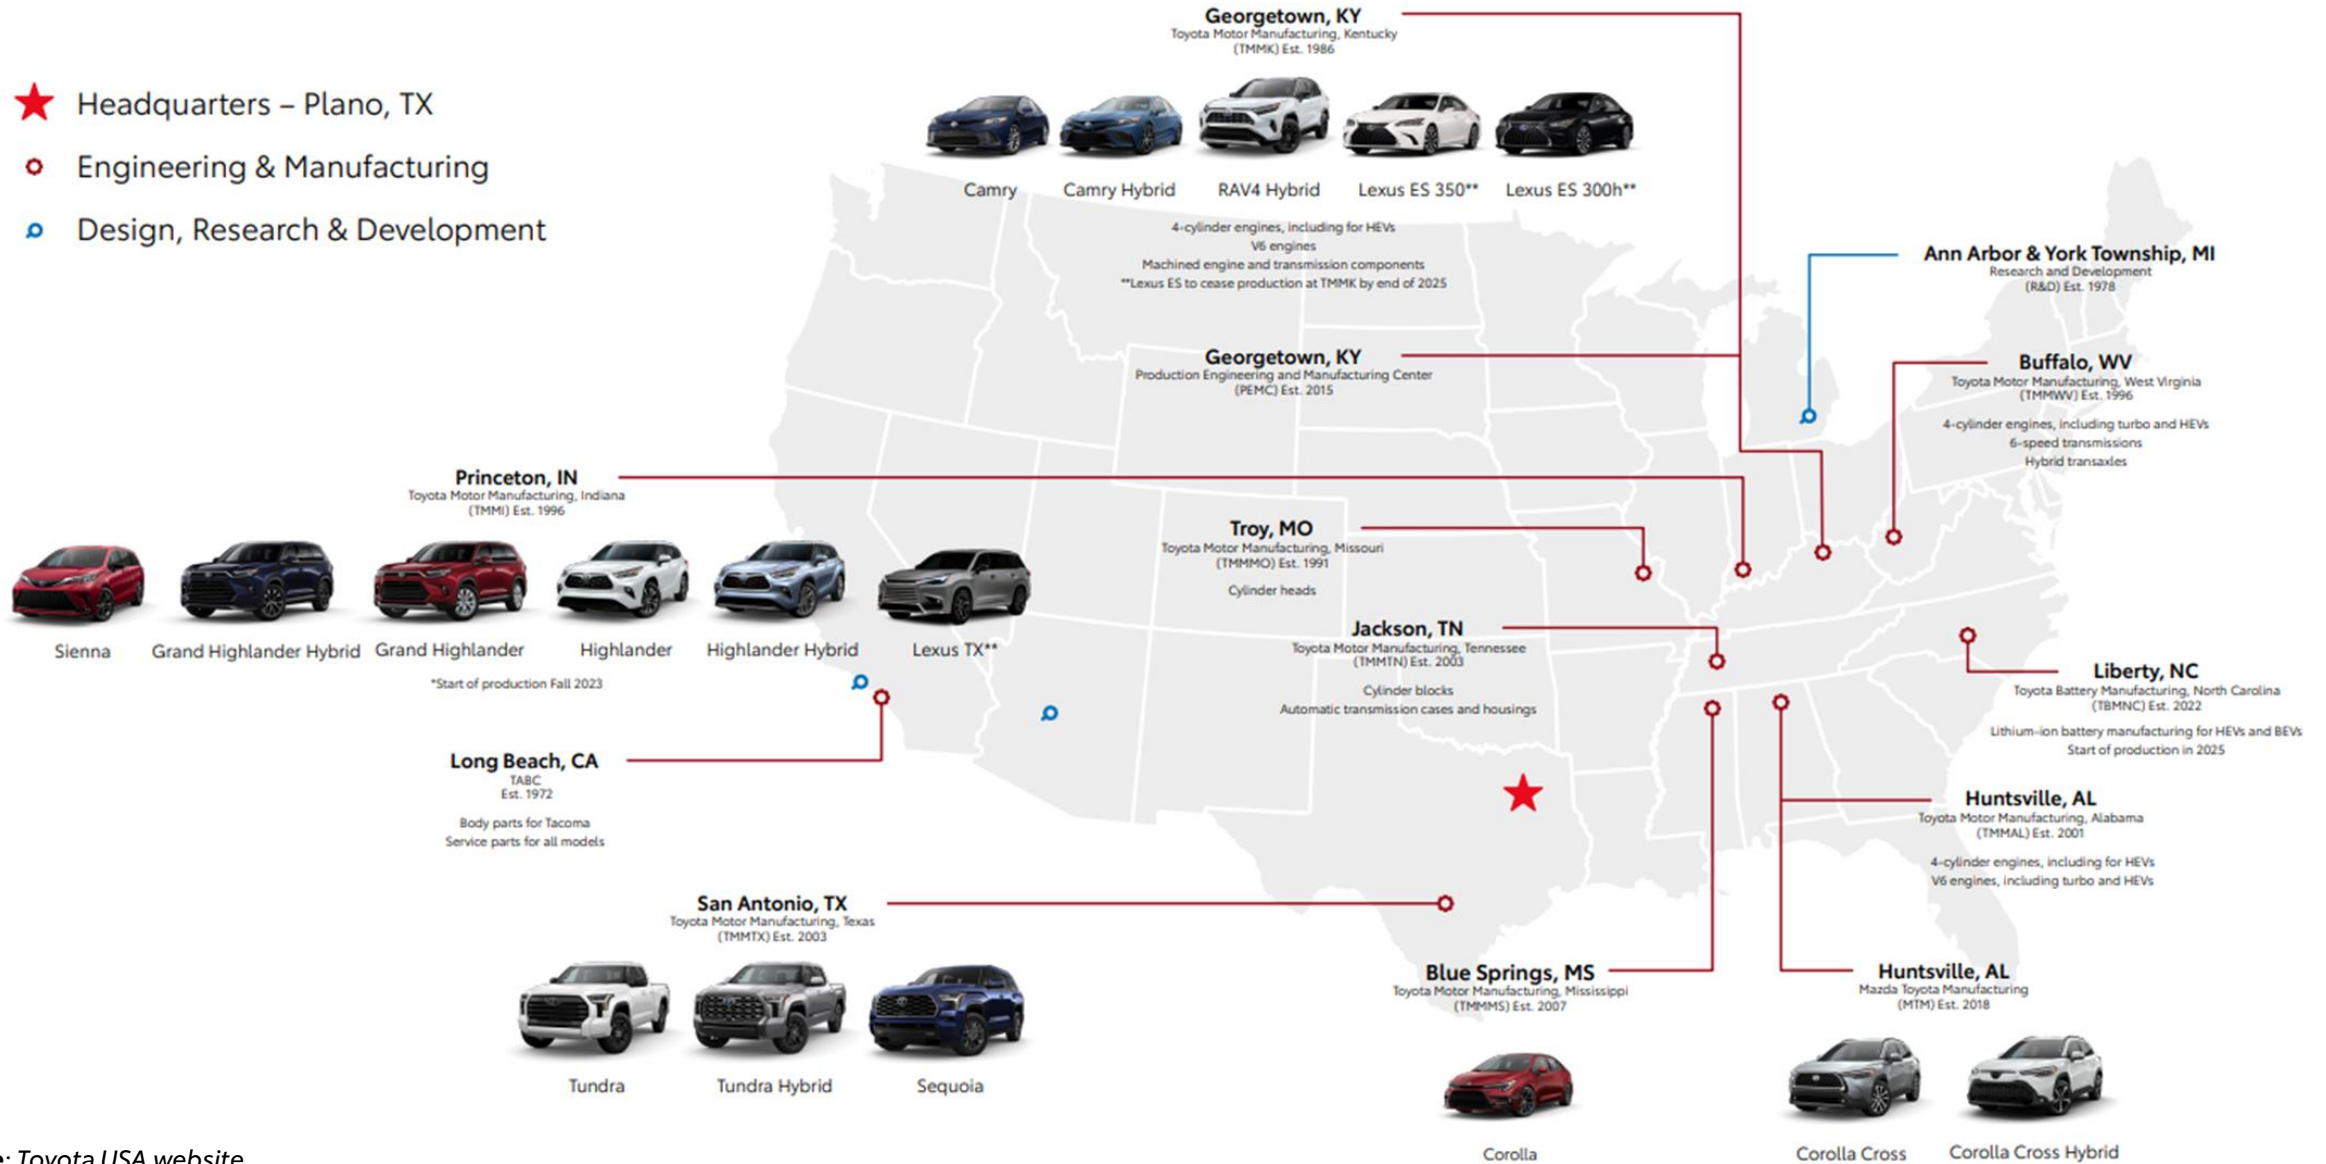 Headquarters – Plano, TX
Engineering & Manufacturing
Design, Research & Development
Georgetown, KY
Toyota Motor Manufacturing, Kentucky
(TMMK) Est. 1986
Camry
Camry Hybrid
RAV4 Hybrid
Lexus ES 350**
Lexus ES 300h**
4-cylinder engines, including for HEVs
V6 engines
Machined engine and transmission components
**Lexus ES to cease production at TMMK by end of 2025
Georgetown, KY
Production Engineering and Manufacturing Center
(PEMC) Est. 2015
Ann Arbor & York Township, MI
Research and Development
(R&D) Est. 1978
Buffalo, WV
Toyota Motor Manufacturing, West Virginia
(TMMWV) Est. 1996
4-cylinder engines, including turbo and HEVs
6-speed transmissions
Hybrid transaxles
Princeton, IN
Toyota Motor Manufacturing, Indiana
(TMMI) Est. 1996
Sienna
Grand Highlander Hybrid
Grand Highlander
Highlander
Highlander Hybrid
Lexus TX**
*Start of production Fall 2023
Troy, MO
Toyota Motor Manufacturing, Missouri
(TMMMO) Est. 1991
Cylinder heads
Jackson, TN
Toyota Motor Manufacturing, Tennessee
(TMMTN) Est. 2003
Cylinder blocks
Automatic transmission cases and housings
Liberty, NC
Toyota Battery Manufacturing, North Carolina
(TBMNC) Est. 2022
Lithium-ion battery manufacturing for HEVs and BEVs
Start of production in 2025
Long Beach, CA
TABC
Est. 1972
Body parts for Tacoma
Service parts for all models
Huntsville, AL
Toyota Motor Manufacturing, Alabama
(TMMAL) Est. 2001
4-cylinder engines, including for HEVs
V6 engines, including turbo and HEVs
San Antonio, TX
Toyota Motor Manufacturing, Texas
(TMMTX) Est. 2003
Tundra
Tundra Hybrid
Sequoia
Blue Springs, MS
Toyota Motor Manufacturing, Mississippi
(TMMMS) Est. 2007
Corolla
Huntsville, AL
Mazda Toyota Manufacturing
(MTM) Est. 2018
Corolla Cross
Corolla Cross Hybrid
: Toyota USA website